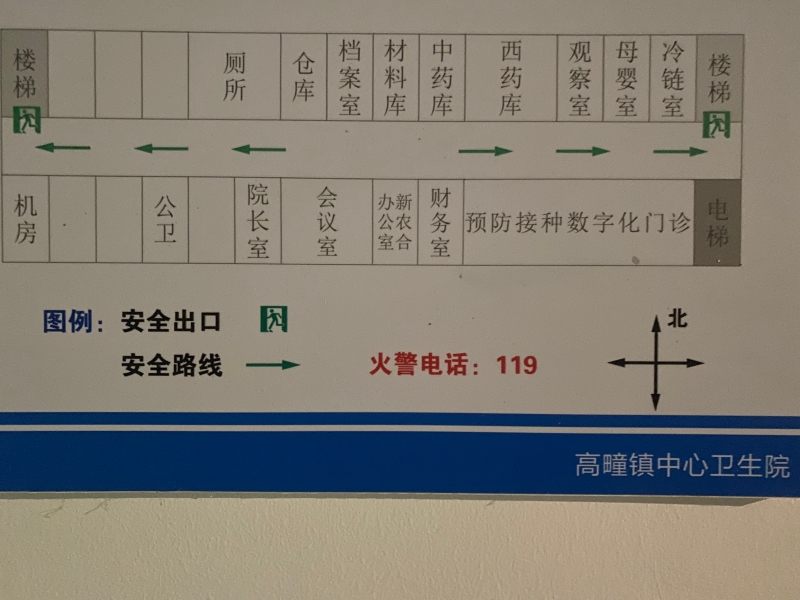 楼梯
厕所
仓库
档案室
材料库
中药库
西药库
观察室
母婴室
冷链室
楼梯
机房
公卫
院长室
会议室
新农合
办公室
财务室
预防接种数字化门诊
电梯
图例：安全出口
安全路线
火警电话：119
北
高疃镇中心卫生院